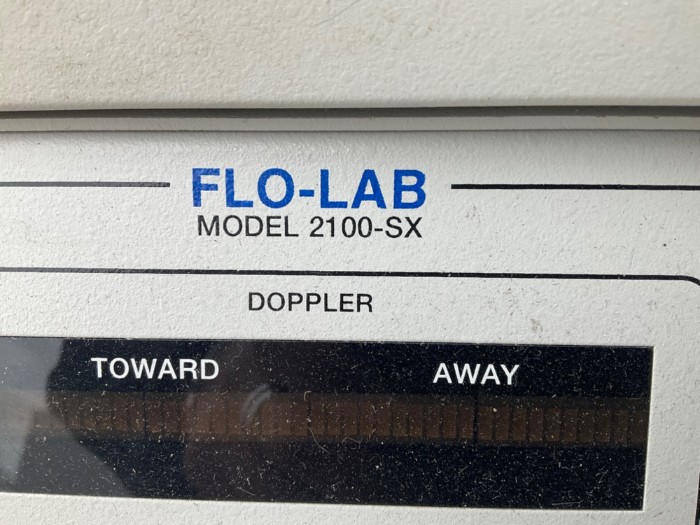 FLO-LAB
MODEL 2100-SX
DOPPLER
TOWARD AWAY